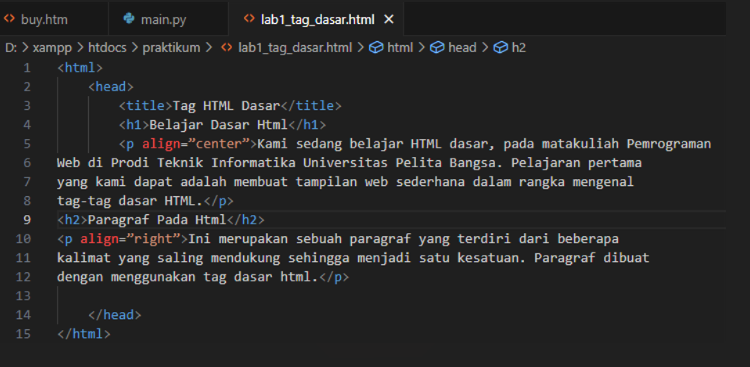 buy.htm main.py lab1_tag_dasar.html
D: > xampp > htdocs > praktikum > lab1_tag_dasar.html > html > head > h2
1 <html>
2 <head>
3 <title>Tag HTML Dasar</title>
4 <h1>Belajar Dasar Html</h1>
5 <p align=”center”>Kami sedang belajar HTML dasar, pada matakuliah Pemrograman
6 Web di Prodi Teknik Informatika Universitas Pelita Bangsa. Pelajaran pertama
7 yang kami dapat adalah membuat tampilan web sederhana dalam rangka mengenal
8 tag-tag dasar HTML.</p>
9 <h2>Paragraf Pada Html</h2>
10 <p align=”right”>Ini merupakan sebuah paragraf yang terdiri dari beberapa
11 kalimat yang saling mendukung sehingga menjadi satu kesatuan. Paragraf dibuat
12 dengan menggunakan tag dasar html.</p>
13
14 </head>
15 </html>